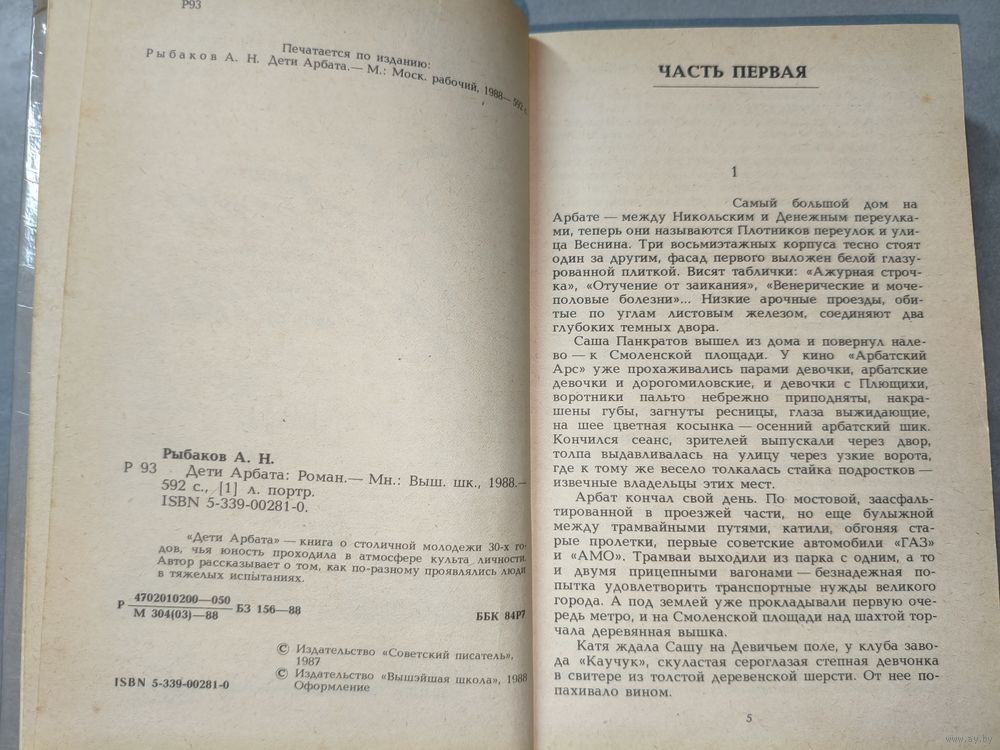 Р93
Печатается по изданию:
Рыбаков А. Н. Дети Арбата.— М.: Моск. рабочий, 1988— 592 с.
Рыбаков А. Н.
Р 93 Дети Арбата: Роман.— Мн.: Выш. шк., 1988.—
592 с., [1] л. портр.
ISBN 5-339-00281-0.
«Дети Арбата» — книга о столичной молодежи 30-х го-
дов, чья юность проходила в атмосфере культа личности.
Автор рассказывает о том, как по-разному проявлялись люди
в тяжелых испытаниях.
Р 4702010200—050
М 304(03)—88 БЗ 156—88
ББК 84Р7
© Издательство «Советский писатель»,
1987
© Издательство «Вышэйшая школа», 1988
Оформление
ISBN 5-339-00281-0
ЧАСТЬ ПЕРВАЯ
1
Самый большой дом на
Арбате — между Никольским и Денежным переулка-
ми, теперь они называются Плотников переулок и ули-
ца Веснина. Три восьмиэтажных корпуса тесно стоят
один за другим, фасад первого выложен белой глазу-
рованной плиткой. Висят таблички: «Ажурная строч-
ка», «Отучение от заикания», «Венерические и моче-
половые болезни»... Низкие арочные проезды, оби-
тые по углам листовым железом, соединяют два
глубоких темных двора.
Саша Панкратов вышел из дома и повернул нале-
во — к Смоленской площади. У кино «Арбатский
Арс» уже прохаживались парами девочки, арбатские
девочки и дорогомиловские, и девочки с Плющихи,
воротники пальто небрежно приподняты, накра-
шены губы, загнуты ресницы, глаза выжидающие,
на шее цветная косынка — осенний арбатский шик.
Кончился сеанс, зрителей выпускали через двор,
толпа выдавливалась на улицу через узкие ворота,
где к тому же весело толкалась стайка подростков —
извечные владельцы этих мест.
Арбат кончал свой день. По мостовой, заасфаль-
тированной в проезжей части, но еще булыжной
между трамвайными путями, катили, обгоняя ста-
рые пролетки, первые советские автомобили «ГАЗ»
и «АМО». Трамваи выходили из парка с одним, а то
и двумя прицепными вагонами — безнадежная по-
пытка удовлетворить транспортные нужды великого
города. А под землей уже прокладывали первую оче-
редь метро, и на Смоленской площади над шахтой тор-
чала деревянная вышка.
Катя ждала Сашу на Девичьем поле, у клуба заво-
да «Каучук», скуластая сероглазая степная девчонка
в свитере из толстой деревенской шерсти. От нее по-
пахивало вином.
5
www.ay.by